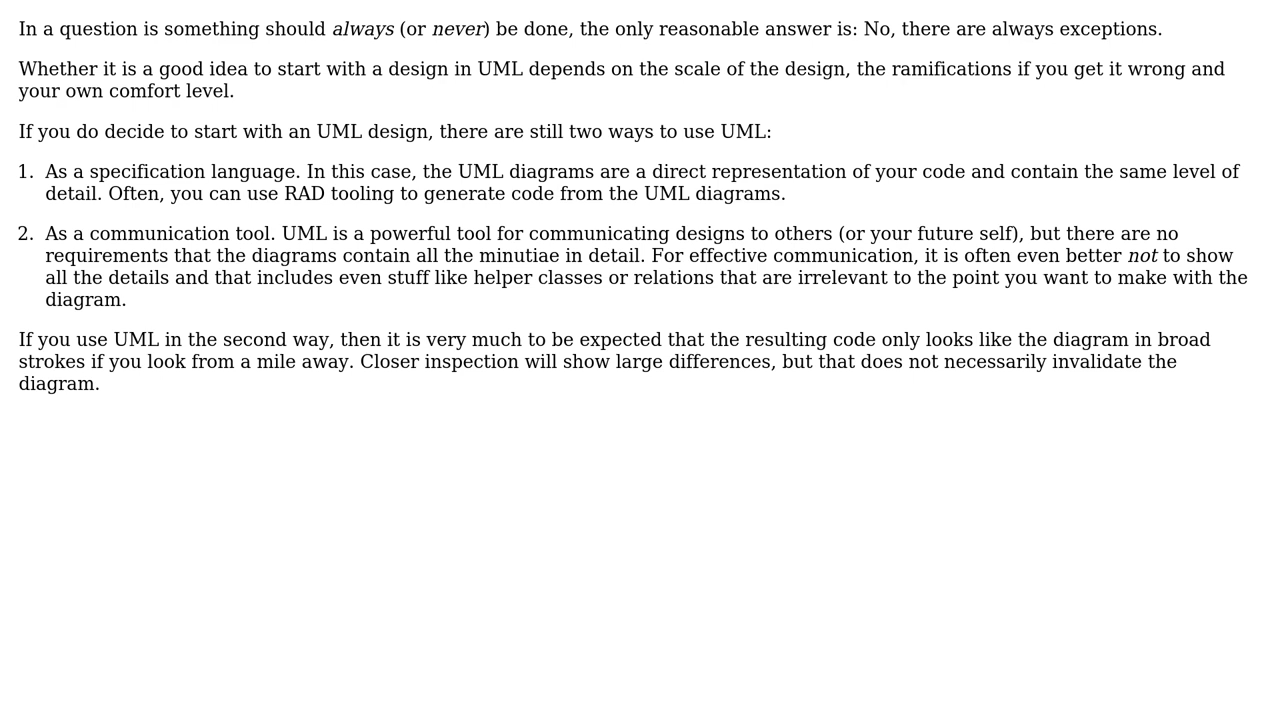 In a question is something should always (or never) be done, the only reasonable answer is: No, there are always exceptions.
Whether it is a good idea to start with a design in UML depends on the scale of the design, the ramifications if you get it wrong and
your own comfort level.
If you do decide to start with an UML design, there are still two ways to use UML:
1. As a specification language. In this case, the UML diagrams are a direct representation of your code and contain the same level of
detail. Often, you can use RAD tooling to generate code from the UML diagrams.
2. As a communication tool. UML is a powerful tool for communicating designs to others (or your future self), but there are no
requirements that the diagrams contain all the minutiae in detail. For effective communication, it is often even better not to show
all the details and that includes even stuff like helper classes or relations that are irrelevant to the point you want to make with the
diagram.
If you use UML in the second way, then it is very much to be expected that the resulting code only looks like the diagram in broad
strokes if you look from a mile away. Closer inspection will show large differences, but that does not necessarily invalidate the
diagram.